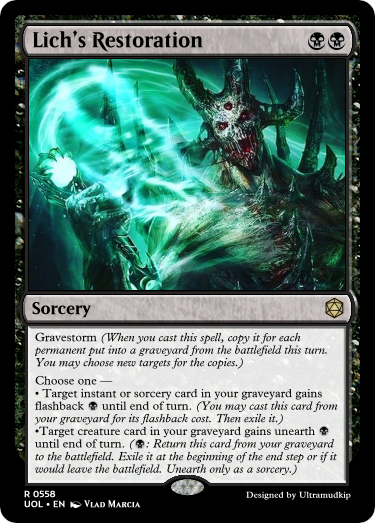 Lich's Restoration
Sorcery
Gravestorm (When you cast this spell, copy it for each
permanent put into a graveyard from the battlefield this turn.
You may choose new targets for the copies.)
Choose one —
• Target instant or sorcery card in your graveyard gains
flashback until end of turn. (You may cast this card from
your graveyard for its flashback cost. Then exile it.)
•Target creature card in your graveyard gains unearth
until end of turn. ( : Return this card from your graveyard
to the battlefield. Exile it at the beginning of the end step or if it
would leave the battlefield. Unearth only as a sorcery.)
R 0558
UOL • EN Vlad Marcia
Designed by Ultramudkip